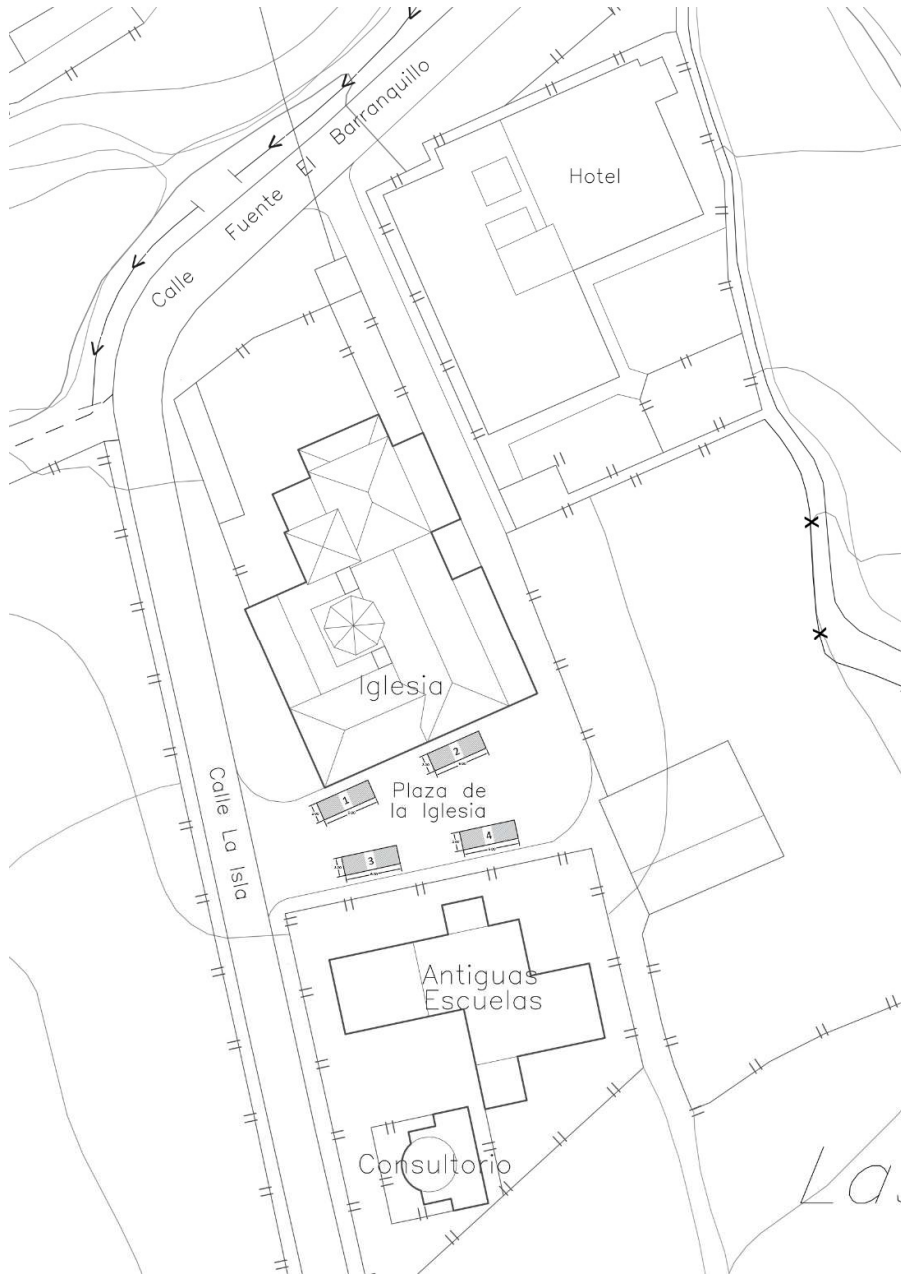 Calle Fuente El Barranquillo
Hotel
Iglesia
2
1
Plaza de
la Iglesia
4
3
Calle La Isla
Antiguas
Escuelas
Consultorio